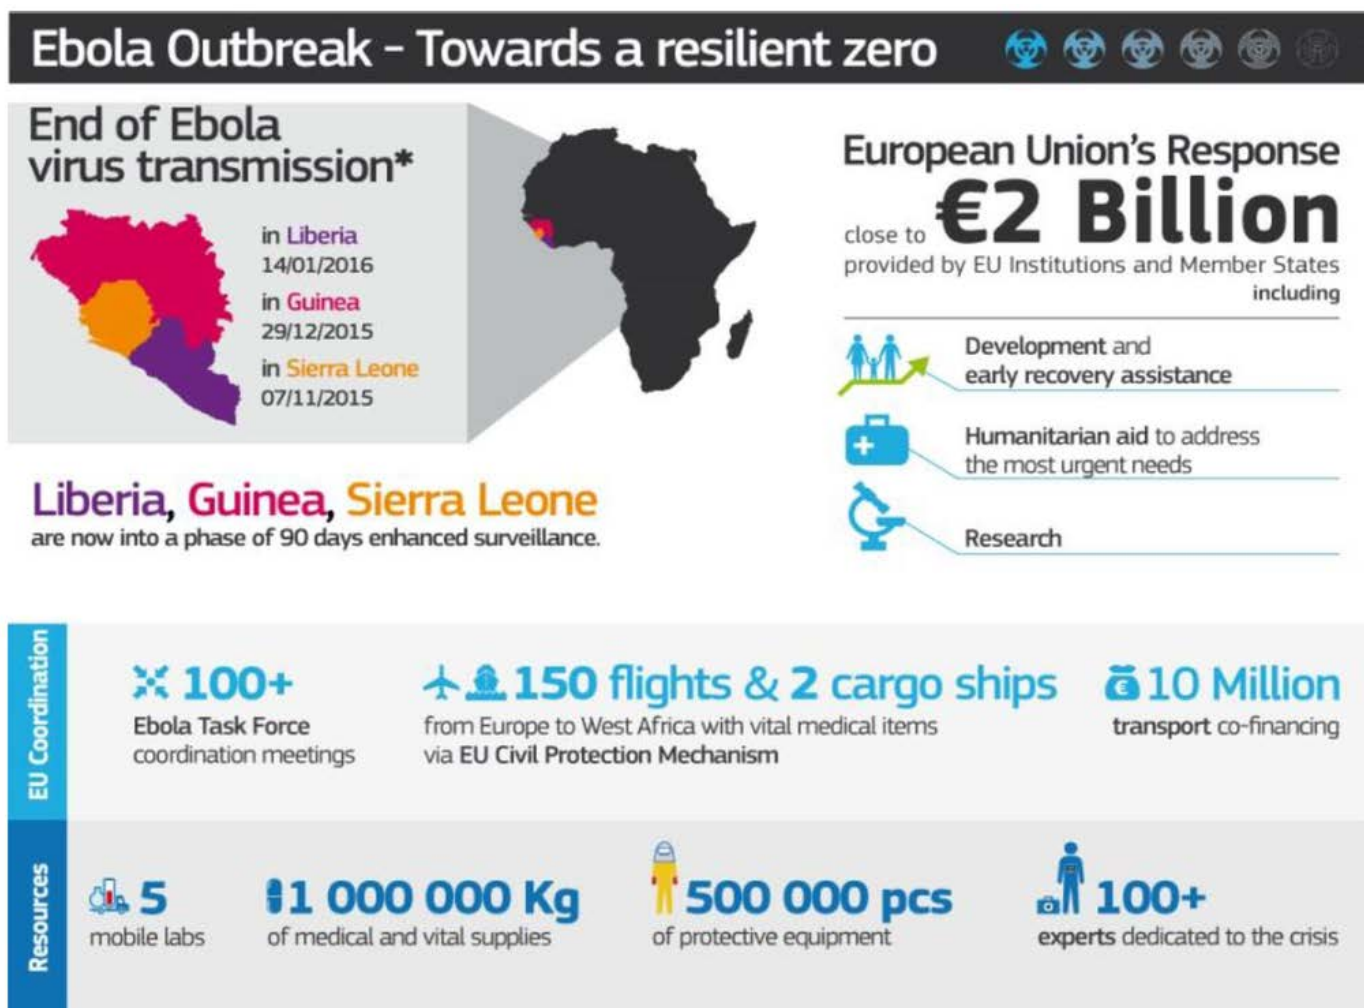 Ebola Outbreak - Towards a resilient zero
End of Ebola
virus transmission*
in Liberia
14/01/2016
in Guinea
29/12/2015
in Sierra Leone
07/11/2015
Liberia, Guinea, Sierra Leone
are now into a phase of 90 days enhanced surveillance.
European Union's Response
close to €2 Billion
provided by EU Institutions and Member States
including
Development and
early recovery assistance
Humanitarian aid to address
the most urgent needs
Research
EU Coordination
100+
Ebola Task Force
coordination meetings
150 flights & 2 cargo ships
from Europe to West Africa with vital medical items
via EU Civil Protection Mechanism
€ 10 Million
transport co-financing
Resources
5
mobile labs
1 000 000 Kg
of medical and vital supplies
500 000 pcs
of protective equipment
100+
experts dedicated to the crisis